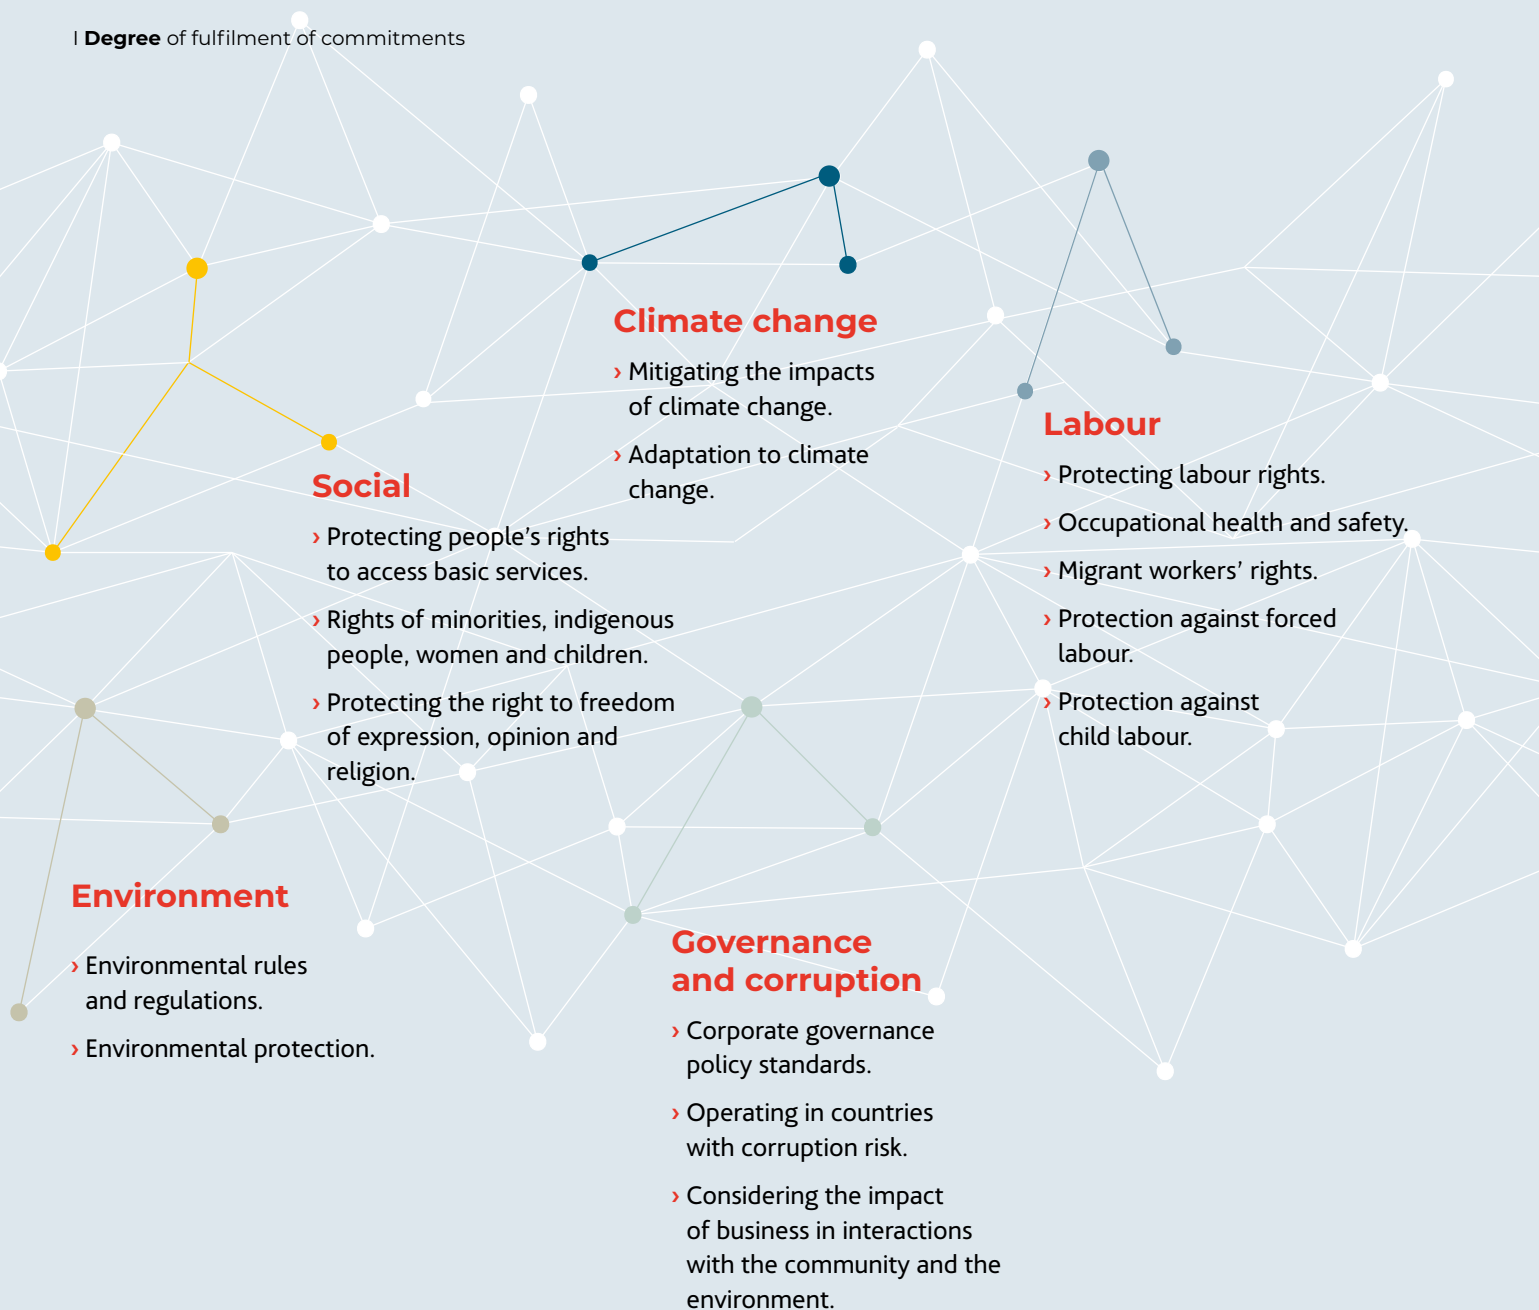 I Degree of fulfilment of commitments
Climate change
› Mitigating the impacts
of climate change.
› Adaptation to climate
change.
Labour
› Protecting labour rights.
› Occupational health and safety.
› Migrant workers’ rights.
› Protection against forced
labour.
› Protection against
child labour.
Social
› Protecting people’s rights
to access basic services.
› Rights of minorities, indigenous
people, women and children.
› Protecting the right to freedom
of expression, opinion and
religion.
Environment
› Environmental rules
and regulations.
› Environmental protection.
Governance
and corruption
› Corporate governance
policy standards.
› Operating in countries
with corruption risk.
› Considering the impact
of business in interactions
with the community and the
environment.